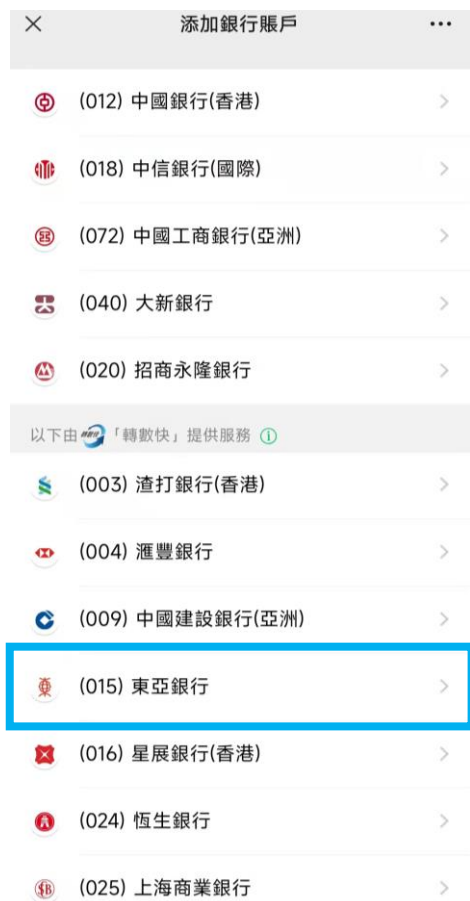 添加銀行賬戶
(012) 中國銀行(香港)
(018) 中信銀行(國際)
(072) 中國工商銀行(亞洲)
(040) 大新銀行
(020) 招商永隆銀行
以下由轉數快「轉數快」提供服務
(003) 渣打銀行(香港)
(004) 滙豐銀行
(009) 中國建設銀行(亞洲)
(015) 東亞銀行
(016) 星展銀行(香港)
(024) 恆生銀行
(025) 上海商業銀行